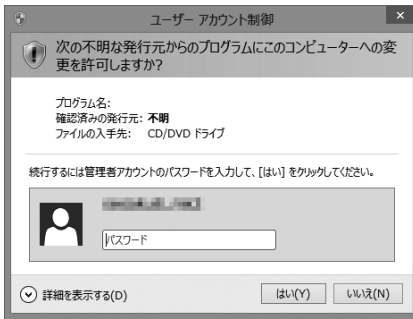 ユーザー アカウント制御
次の不明な発行元からのプログラムにこのコンピューターへの変
更を許可しますか?
プログラム名:
確認済みの発行元: 不明
ファイルの入手先: CD/DVD ドライブ
続行するには管理者アカウントのパスワードを入力して、[はい] をクリックしてください。
パスワード
詳細を表示する(D)
はい(Y)
いいえ(N)